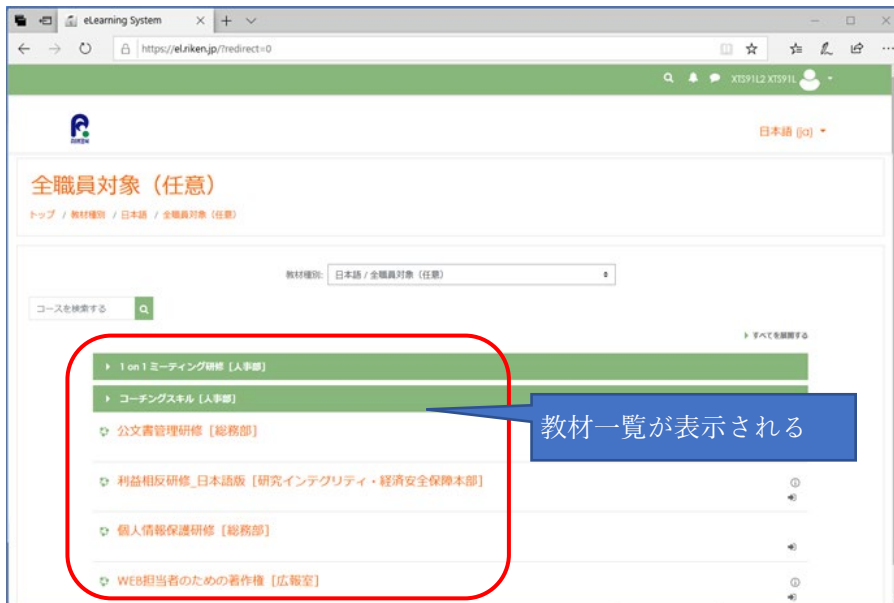 eLearning System
https://el.riken.jp/?redirect=0
XTS91L2 XTS91L
RIKEN
日本語 (ja)
全職員対象（任意）
トップ / 教材種別 / 日本語 / 全職員対象（任意）
教材種別: 日本語 / 全職員対象（任意）
コースを検索する
すべてを展開する
1 on 1 ミーティング研修 [人事部]
コーチングスキル [人事部]
教材一覧が表示される
公文書管理研修 [総務部]
利益相反研修_日本語版 [研究インテグリティ・経済安全保障本部]
個人情報保護研修 [総務部]
WEB担当者のための著作権 [広報室]